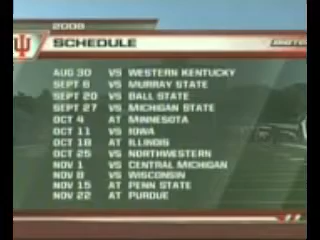 2008
SCHEDULE
AUG 30 VS WESTERN KENTUCKY
SEPT 6 VS MURRAY STATE
SEPT 20 VS BALL STATE
SEPT 27 VS MICHIGAN STATE
OCT 4 AT MINNESOTA
OCT 11 VS IOWA
OCT 18 AT ILLINOIS
OCT 25 VS NORTHWESTERN
NOV 1 VS CENTRAL MICHIGAN
NOV 8 VS WISCONSIN
NOV 15 AT PENN STATE
NOV 22 AT PURDUE